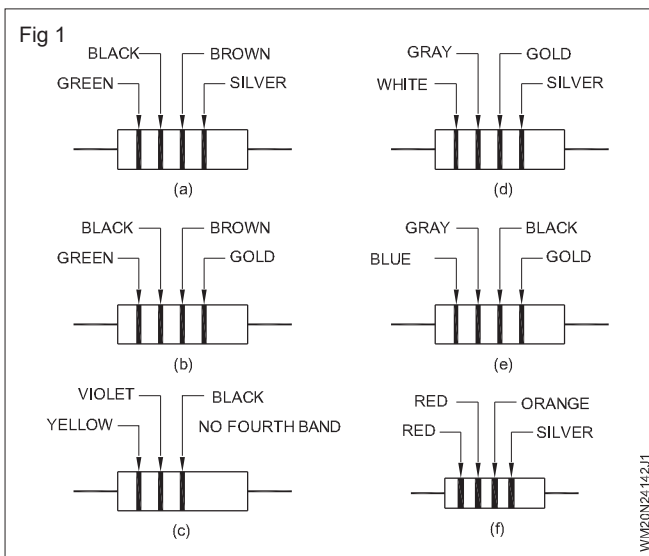 Fig 1
BLACK BROWN
GREEN SILVER
(a)
GRAY GOLD
WHITE SILVER
(d)
BLACK BROWN
GREEN GOLD
(b)
GRAY BLACK
BLUE GOLD
(e)
VIOLET BLACK
YELLOW NO FOURTH BAND
(c)
RED ORANGE
RED SILVER
(f)
WM20N24142J1